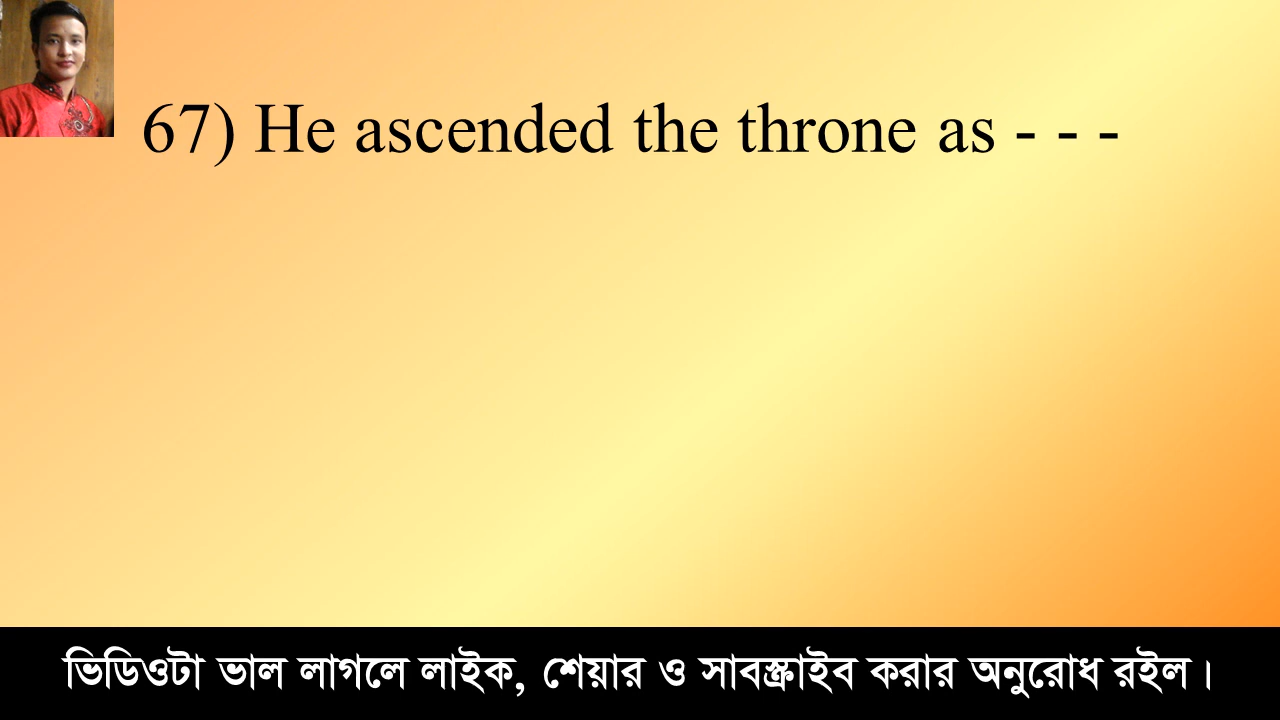 67) He ascended the throne as - - -
ভিডিওটা ভাল লাগলে লাইক, শেয়ার ও সাবস্ক্রাইব করার অনুরোধ রইল।